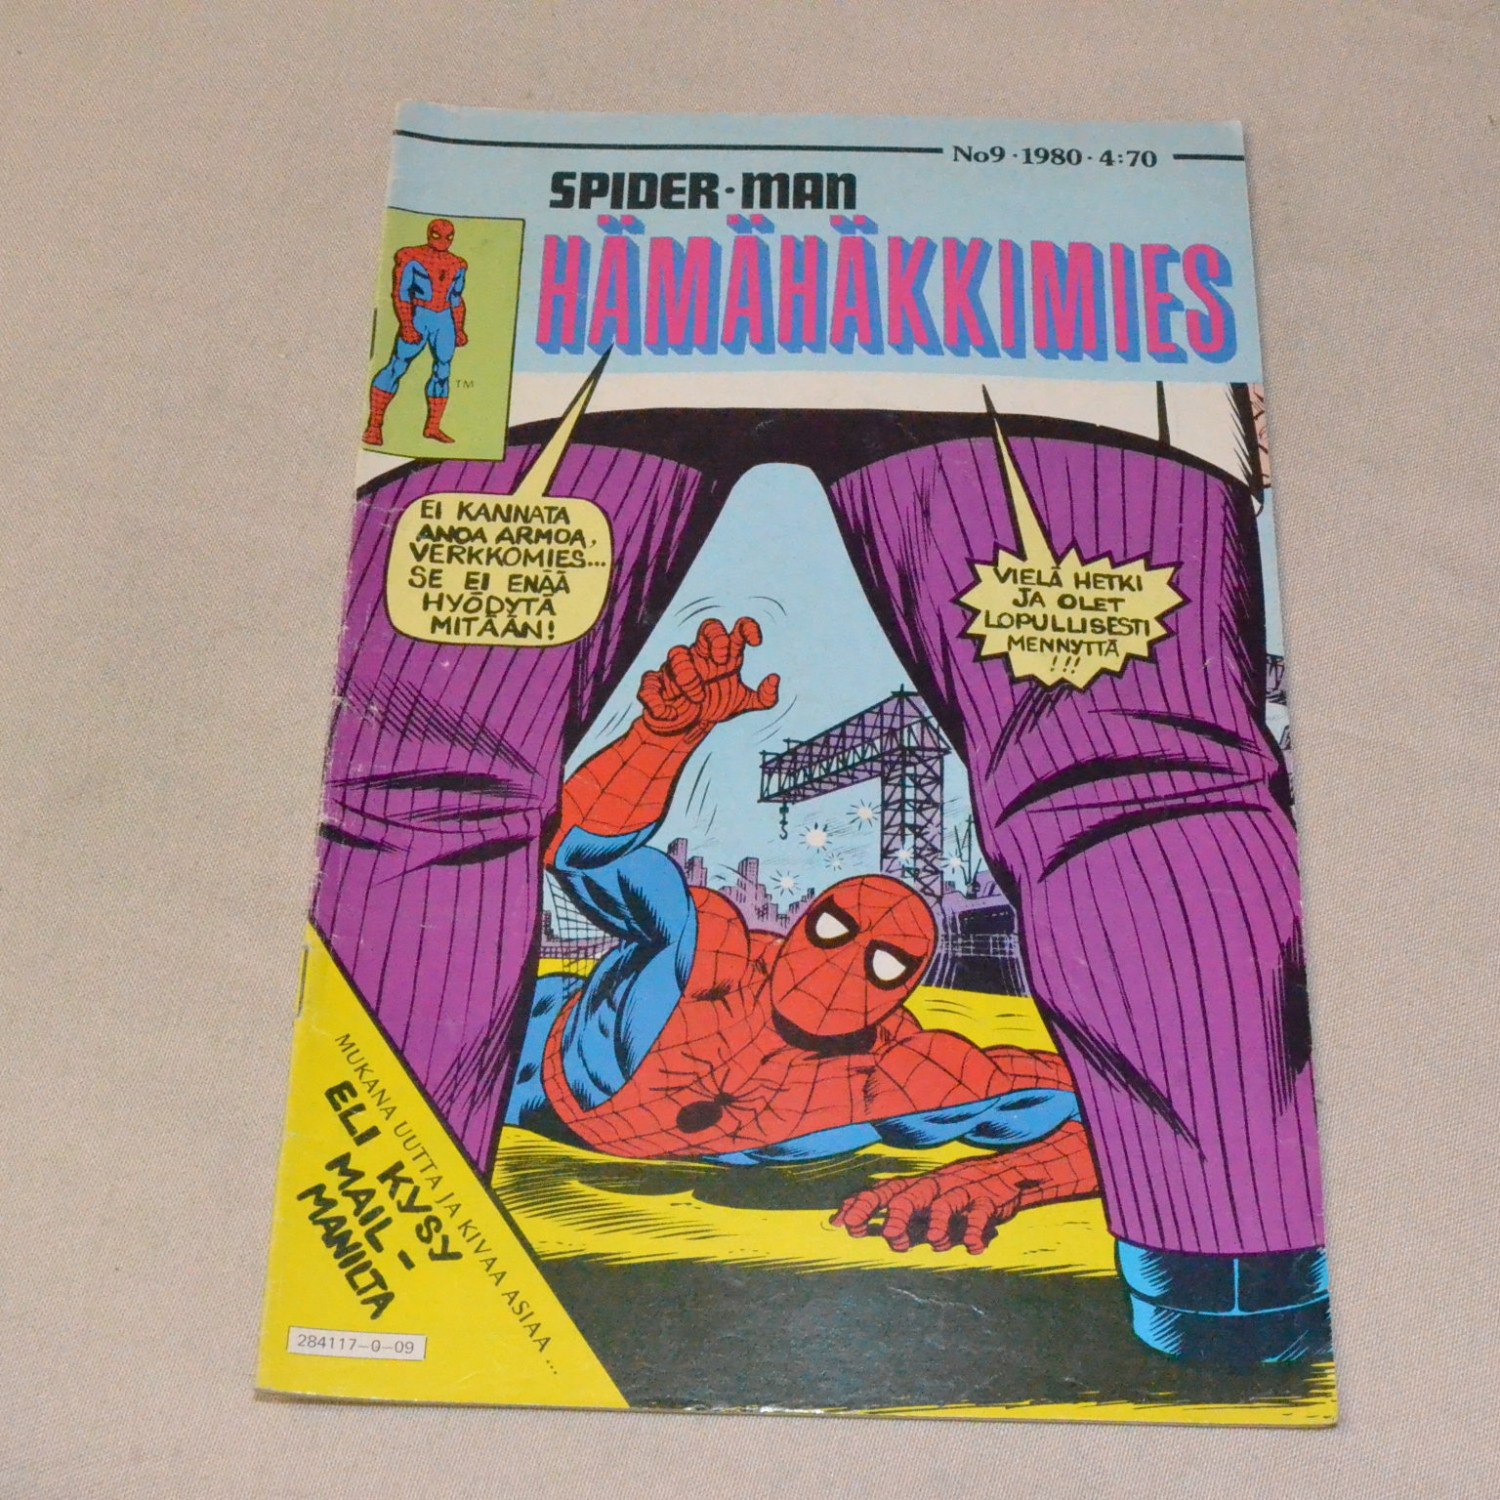 No9 · 1980 · 4:70
SPIDER-MAN
HÄMÄHÄKKIMIES
TM
EI KANNATA
ANOA ARMOA,
VERKKOMIES...
SE EI ENÄÄ
HYÖDYTÄ
MITÄÄN!
VIELÄ HETKI
JA OLET
LOPULLISESTI
MENNYTTÄ
!!!
MUKANA UUTTA JA KIVAA ASIAA...
ELI KYSY
MAIL-
MANILTA
284117-0-09